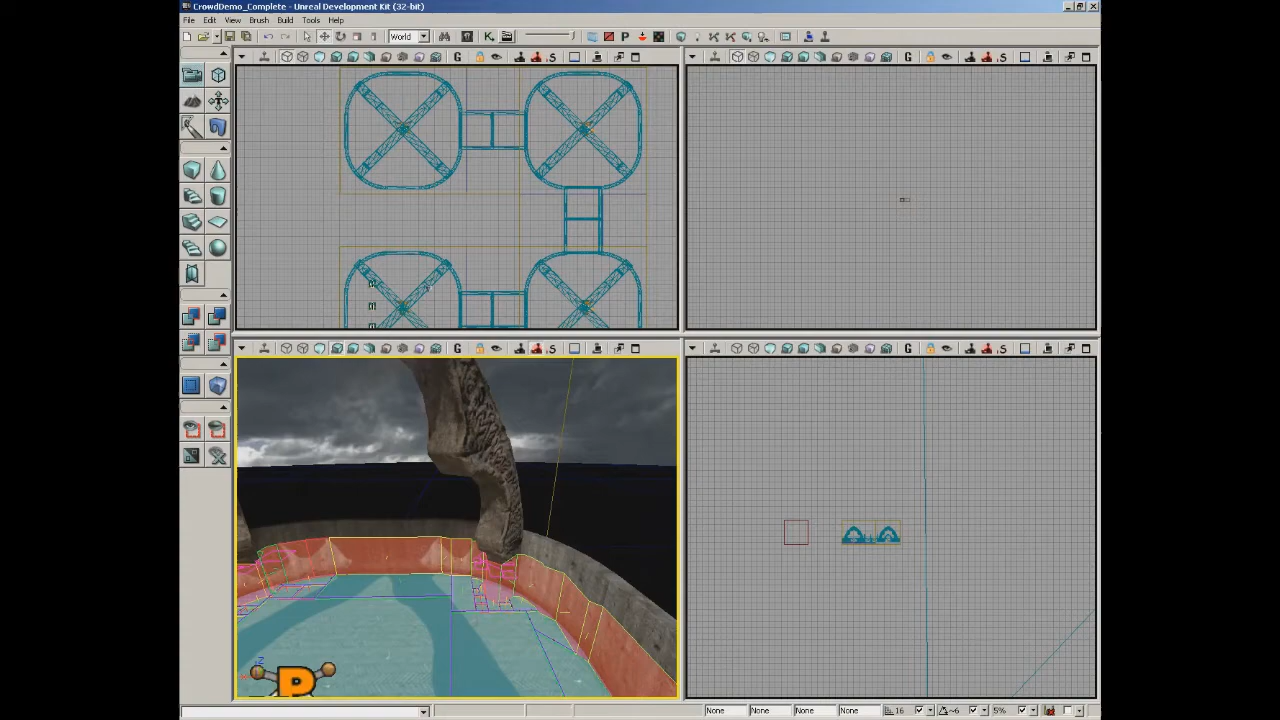 CrowdDemo_Complete - Unreal Development Kit (32-bit)
File Edit View Brush Build Tools Help
World
P
G
G
G
G
P
None None None None 16 ~6 5%